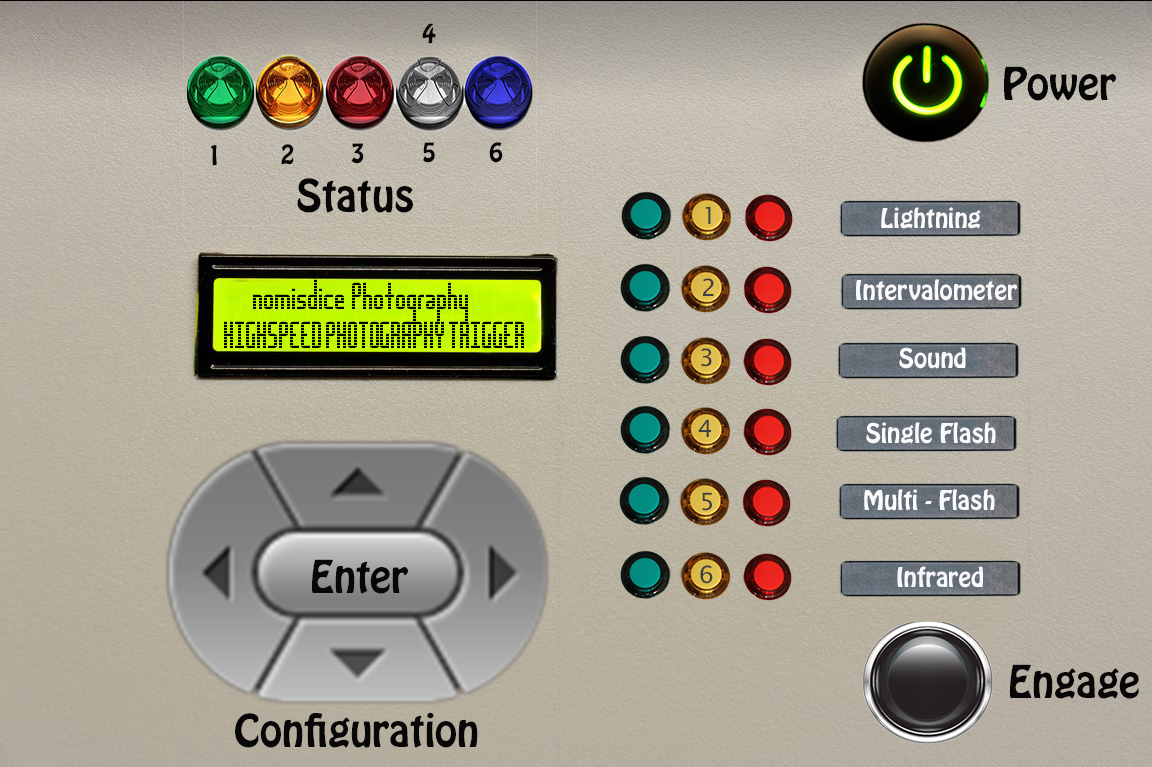 4
1 2 3 5 6
Status
Power
nomisdice Photography
HIGHSPEED PHOTOGRAPHY TRIGGER
1 Lightning
2 Intervalometer
3 Sound
4 Single Flash
5 Multi - Flash
6 Infrared
Enter
Configuration
Engage